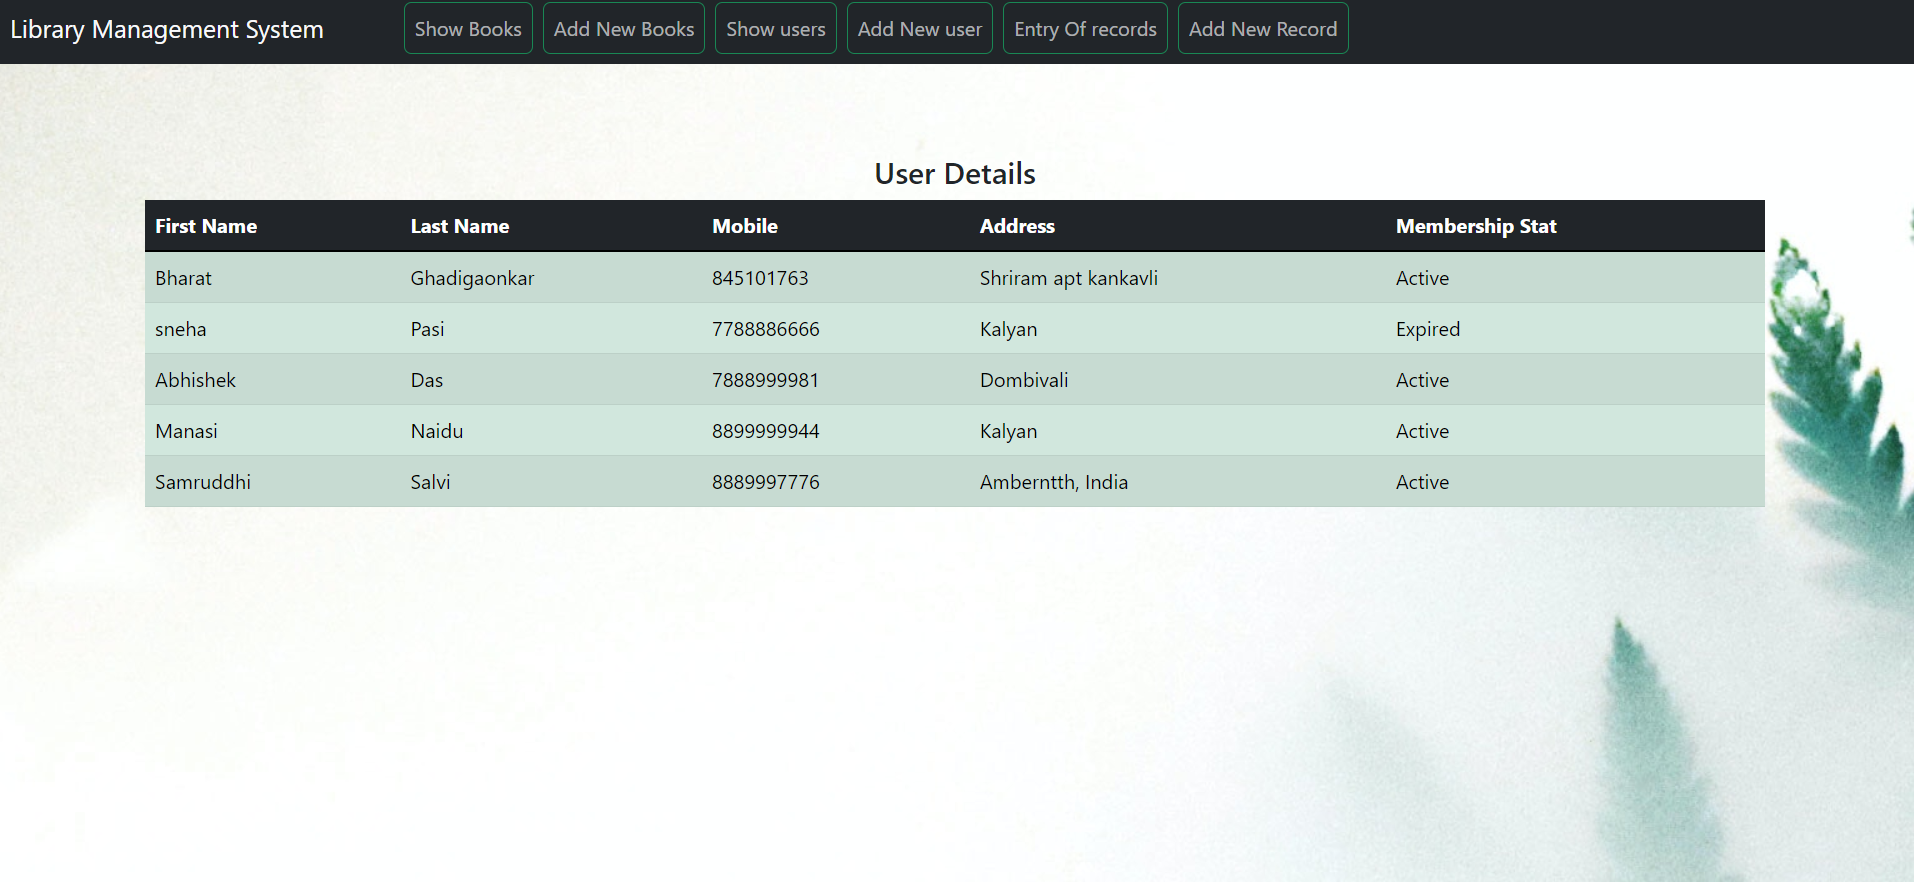 Library Management System Show Books Add New Books Show users Add New user Entry Of records Add New Record
User Details
First Name Last Name Mobile Address Membership Stat
Bharat Ghadigaonkar 845101763 Shriram apt kankavli Active
sneha Pasi 7788886666 Kalyan Expired
Abhishek Das 7888999981 Dombivali Active
Manasi Naidu 8899999944 Kalyan Active
Samruddhi Salvi 8889997776 Amberntth, India Active